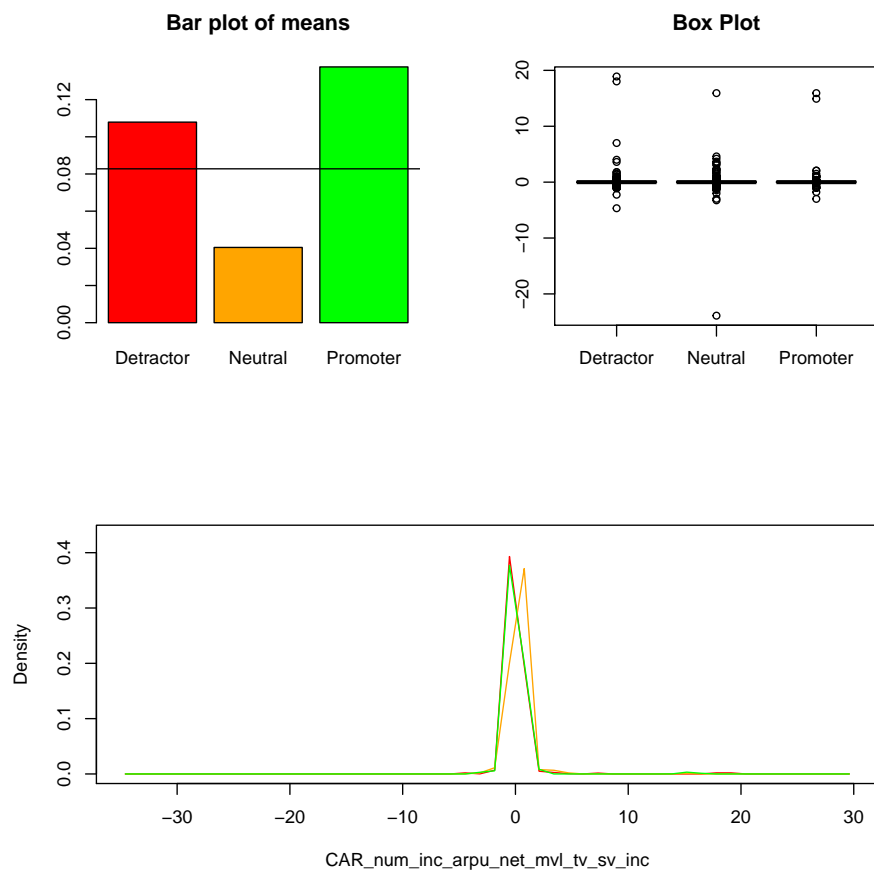 Bar plot of means
0.00
0.04
0.08
0.12
Detractor
Neutral
Promoter
Box Plot
20
10
0
−10
−20
Detractor
Neutral
Promoter
Density
0.0
0.1
0.2
0.3
0.4
−30
−20
−10
0
10
20
30
CAR_num_inc_arpu_net_mvl_tv_sv_inc